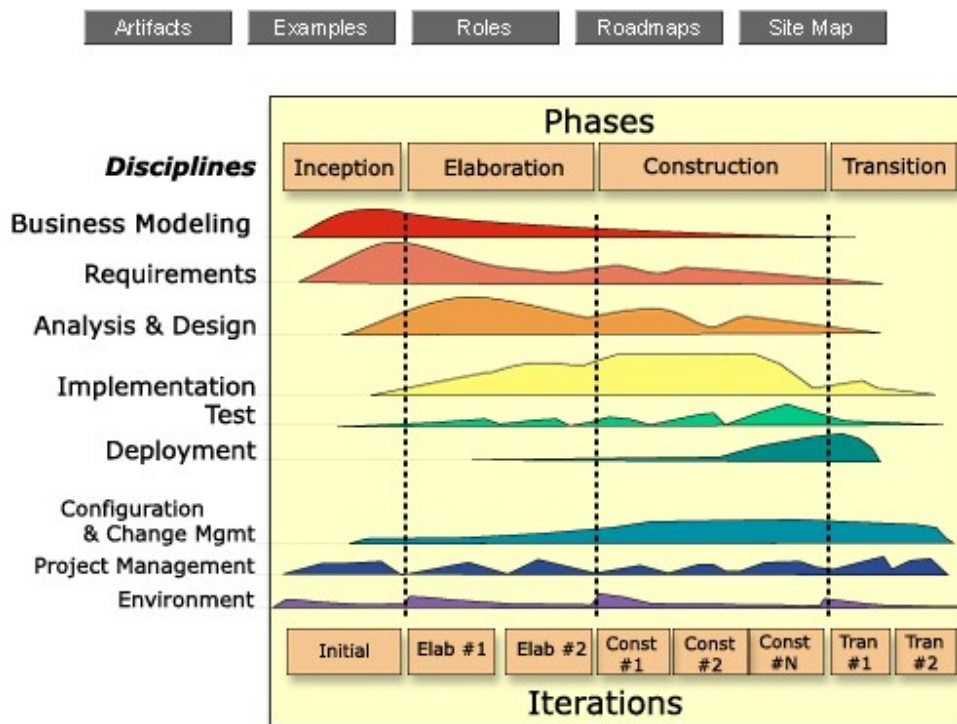 Artifacts Examples Roles Roadmaps Site Map
Phases
Disciplines Inception Elaboration Construction Transition
Business Modeling
Requirements
Analysis & Design
Implementation
Test
Deployment
Configuration
& Change Mgmt
Project Management
Environment
Initial Elab #1 Elab #2 Const #1 Const #2 Const #N Tran #1 Tran #2
Iterations